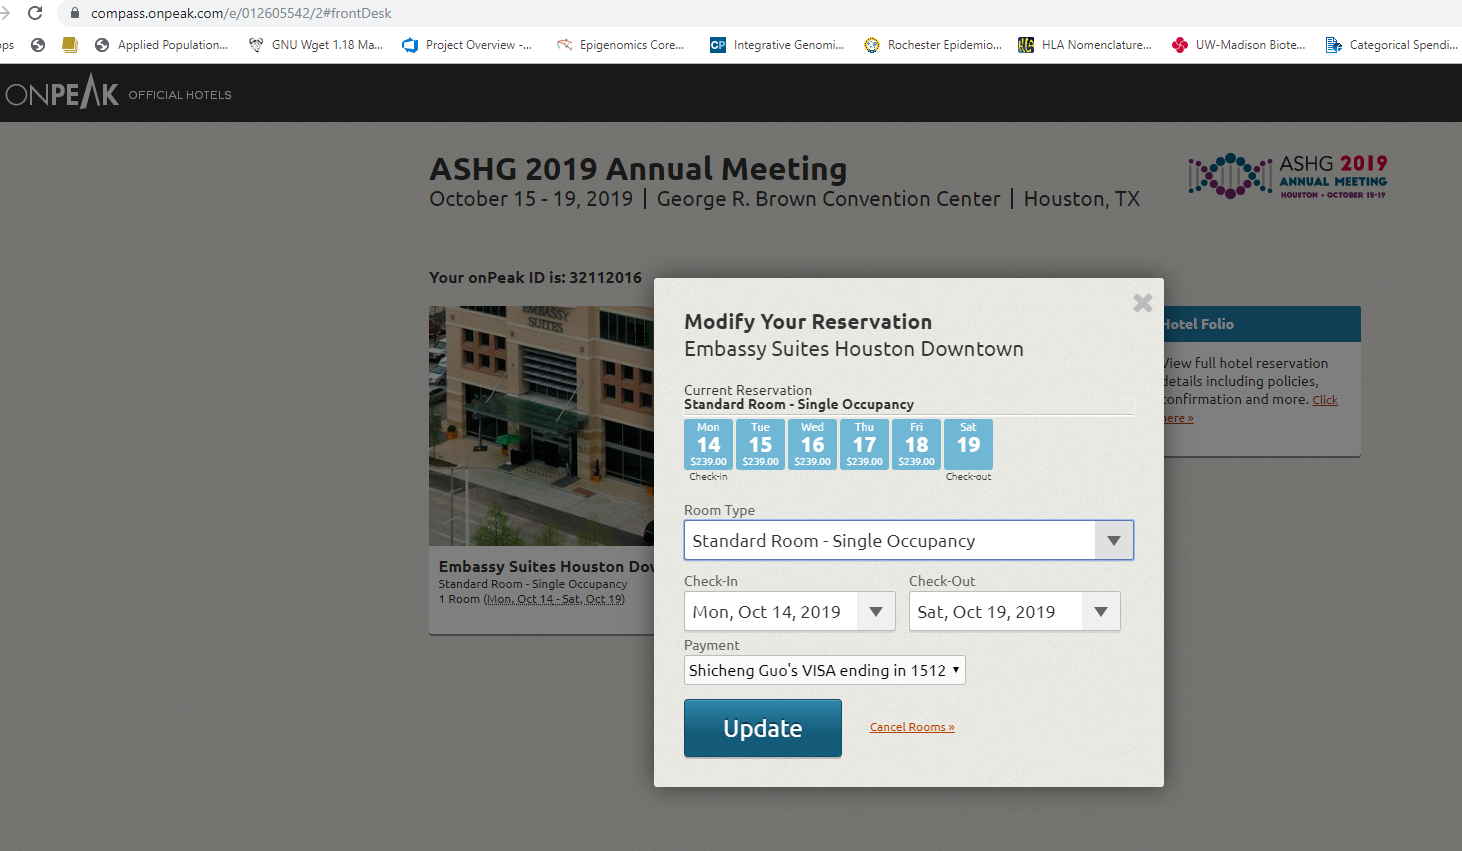 compass.onpeak.com/e/012605542/2#frontDesk
ops
Applied Population...
GNU Wget 1.18 Ma...
Project Overview -...
Epigenomics Core...
Integrative Genomi...
Rochester Epidemio...
HLA Nomenclature...
UW-Madison Biote...
Categorical Spendi...
ONPEAK OFFICIAL HOTELS
ASHG 2019 Annual Meeting
October 15 - 19, 2019 | George R. Brown Convention Center | Houston, TX
ASHG 2019
ANNUAL MEETING
HOUSTON • OCTOBER 15-19
Your onPeak ID is: 32112016
EMBASSY
SUITES
Embassy Suites Houston Dow
Standard Room - Single Occupancy
1 Room (Mon, Oct 14 - Sat, Oct 19)
Modify Your Reservation
Embassy Suites Houston Downtown
Current Reservation
Standard Room - Single Occupancy
Mon Tue Wed Thu Fri Sat
14 15 16 17 18 19
$239.00 $239.00 $239.00 $239.00 $239.00
Check-in Check-out
Room Type
Standard Room - Single Occupancy
Check-In Check-Out
Mon, Oct 14, 2019 Sat, Oct 19, 2019
Payment
Shicheng Guo's VISA ending in 1512
Update Cancel Rooms »
Hotel Folio
View full hotel reservation
details including policies,
confirmation and more. Click
here »